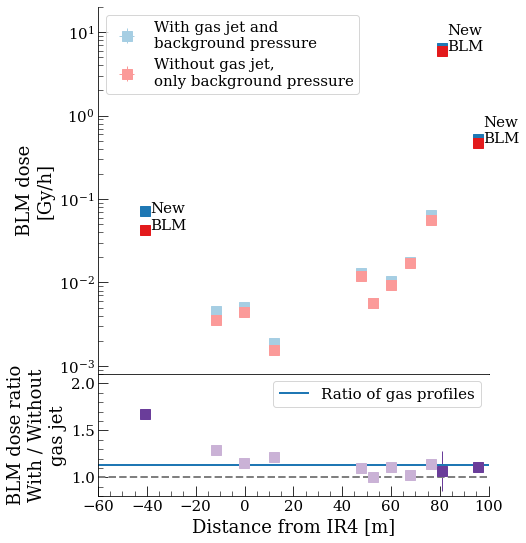 With gas jet and
background pressure
Without gas jet,
only background pressure
New
BLM
New
BLM
New
BLM
BLM dose
[Gy/h]
10¹
10⁰
10⁻¹
10⁻²
10⁻³
Ratio of gas profiles
BLM dose ratio
With / Without
gas jet
2.0
1.5
1.0
−60 −40 −20 0 20 40 60 80 100
Distance from IR4 [m]